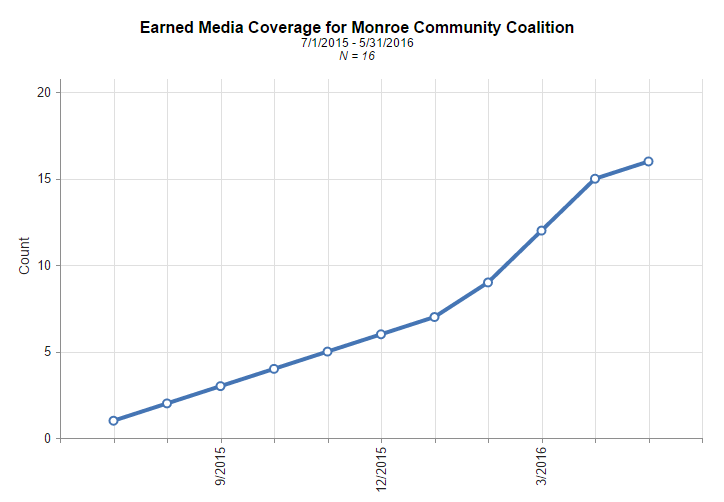 Earned Media Coverage for Monroe Community Coalition
7/1/2015 - 5/31/2016
N = 16
20
15
10
5
0
Count
9/2015
12/2015
3/2016